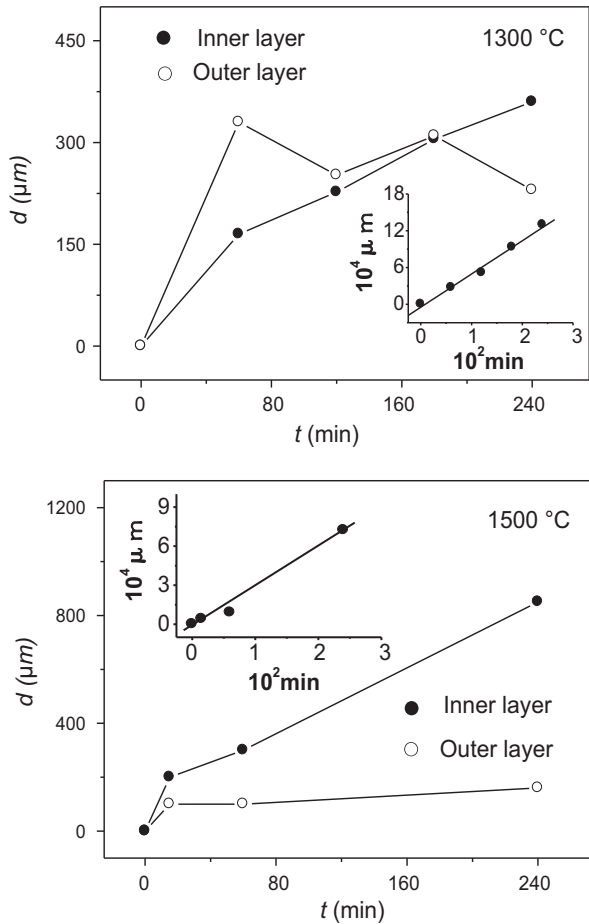 450
300
150
0
d (μm)
Inner layer
Outer layer
1300 °C
18
12
6
0
10⁴ μ m
0 1 2 3
10²min
0 80 160 240
t (min)
1200
800
400
0
d (μm)
9
6
3
0
10⁴ μ m
0 1 2 3
10²min
1500 °C
Inner layer
Outer layer
0 80 160 240
t (min)